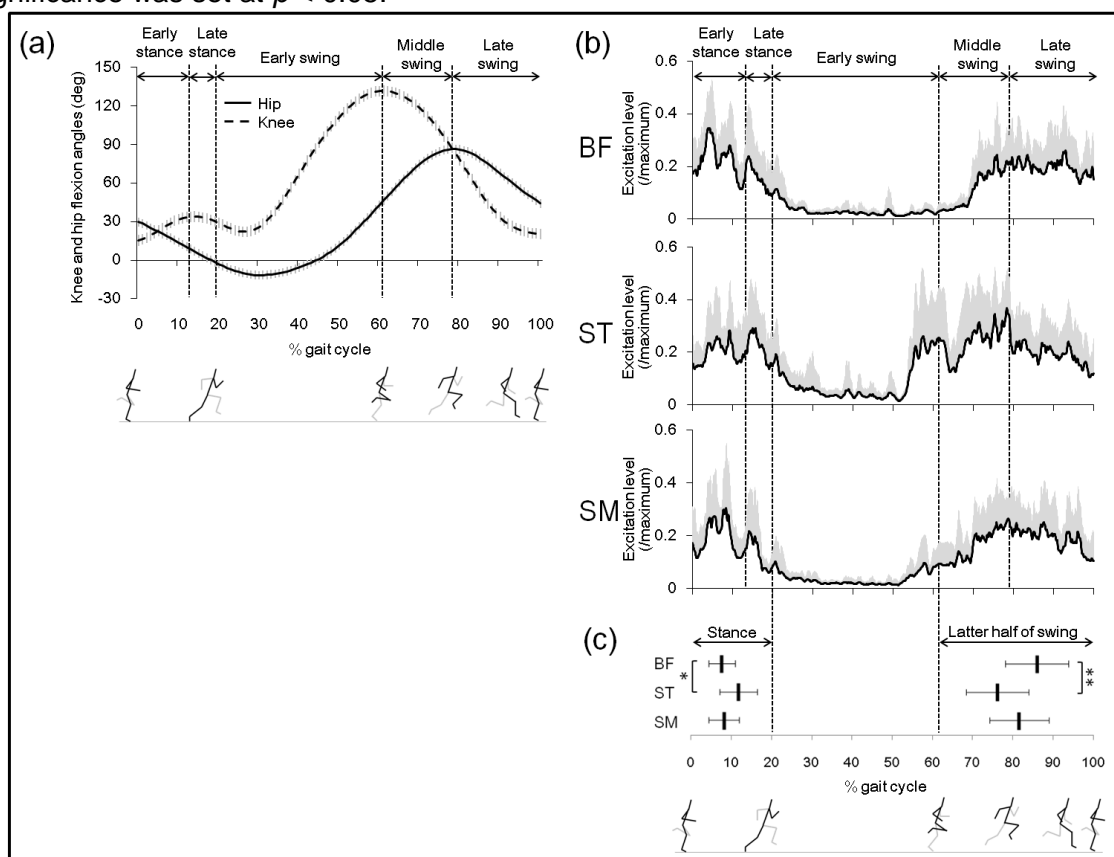 gnificance was set at p < 0.05.
(a)
Early stance
Late stance
Early swing
Middle swing
Late swing
Knee and hip flexion angles (deg)
150
120
90
60
30
0
-30
Hip
Knee
0 10 20 30 40 50 60 70 80 90 100
% gait cycle
(b)
Early stance
Late stance
Early swing
Middle swing
Late swing
BF
Excitation level (/maximum)
0.6
0.4
0.2
0
ST
Excitation level (/maximum)
0.6
0.4
0.2
0
SM
Excitation level (/maximum)
0.6
0.4
0.2
0
(c)
Stance
Latter half of swing
BF
ST
SM
*
**
0 10 20 30 40 50 60 70 80 90 100
% gait cycle